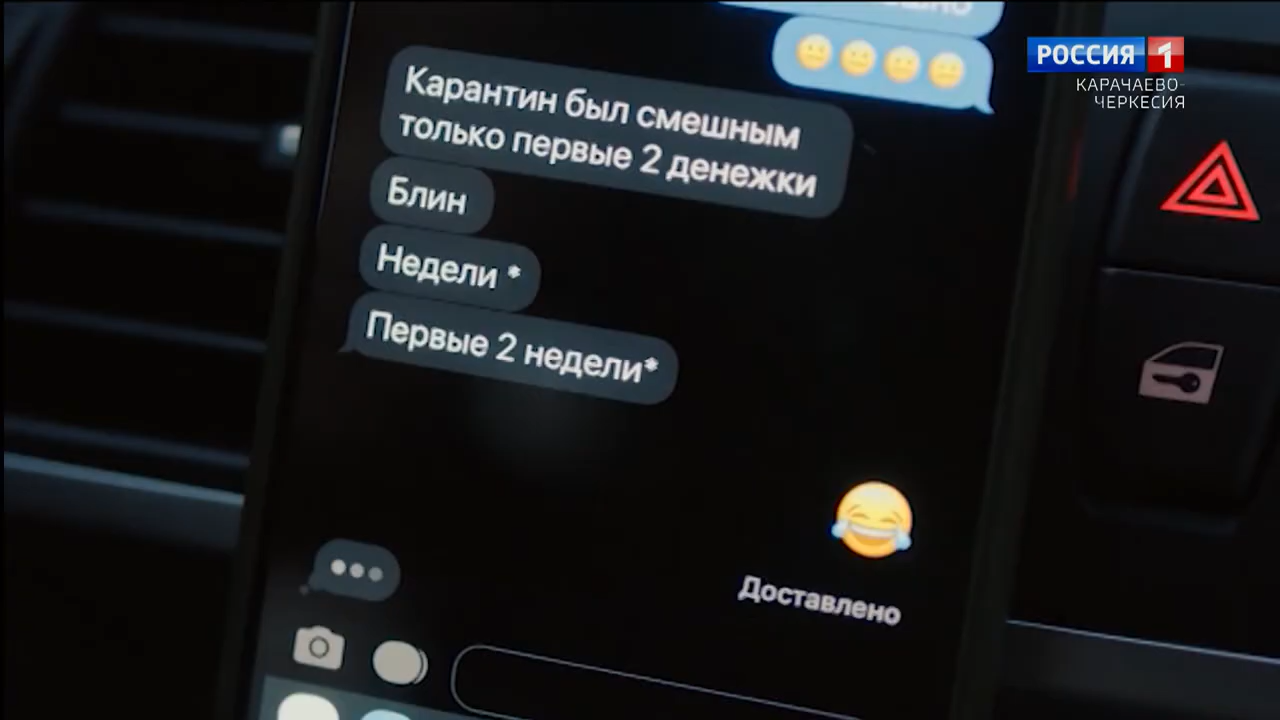 РОССИЯ 1
КАРАЧАЕВО-
ЧЕРКЕСИЯ
Карантин был смешным
только первые 2 денежки
Блин
Недели *
Первые 2 недели*
Доставлено